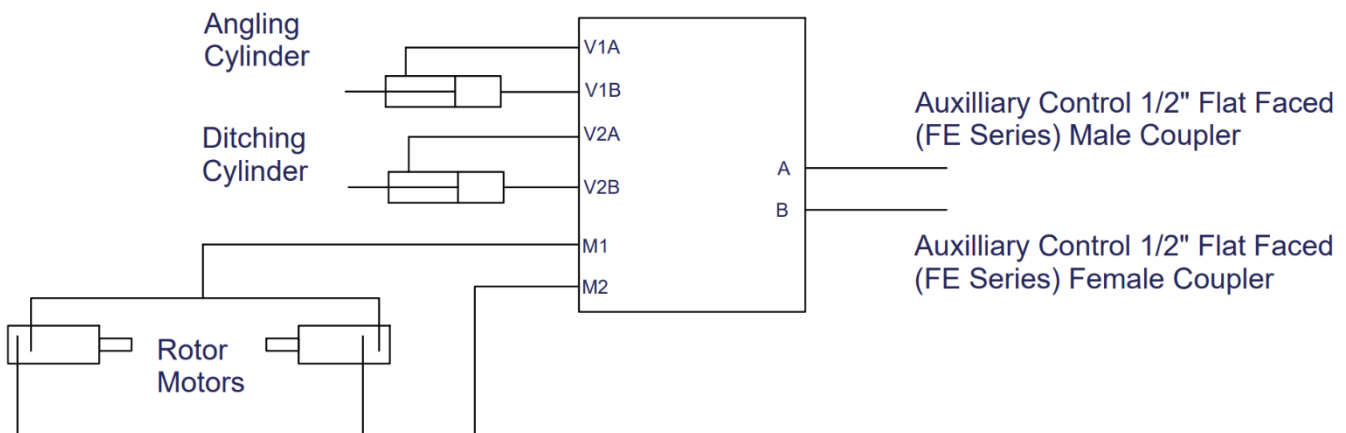 Angling
Cylinder
V1A
V1B
Ditching
Cylinder
V2A
V2B
M1
M2
A
B
Auxilliary Control 1/2" Flat Faced
(FE Series) Male Coupler
Auxilliary Control 1/2" Flat Faced
(FE Series) Female Coupler
Rotor
Motors